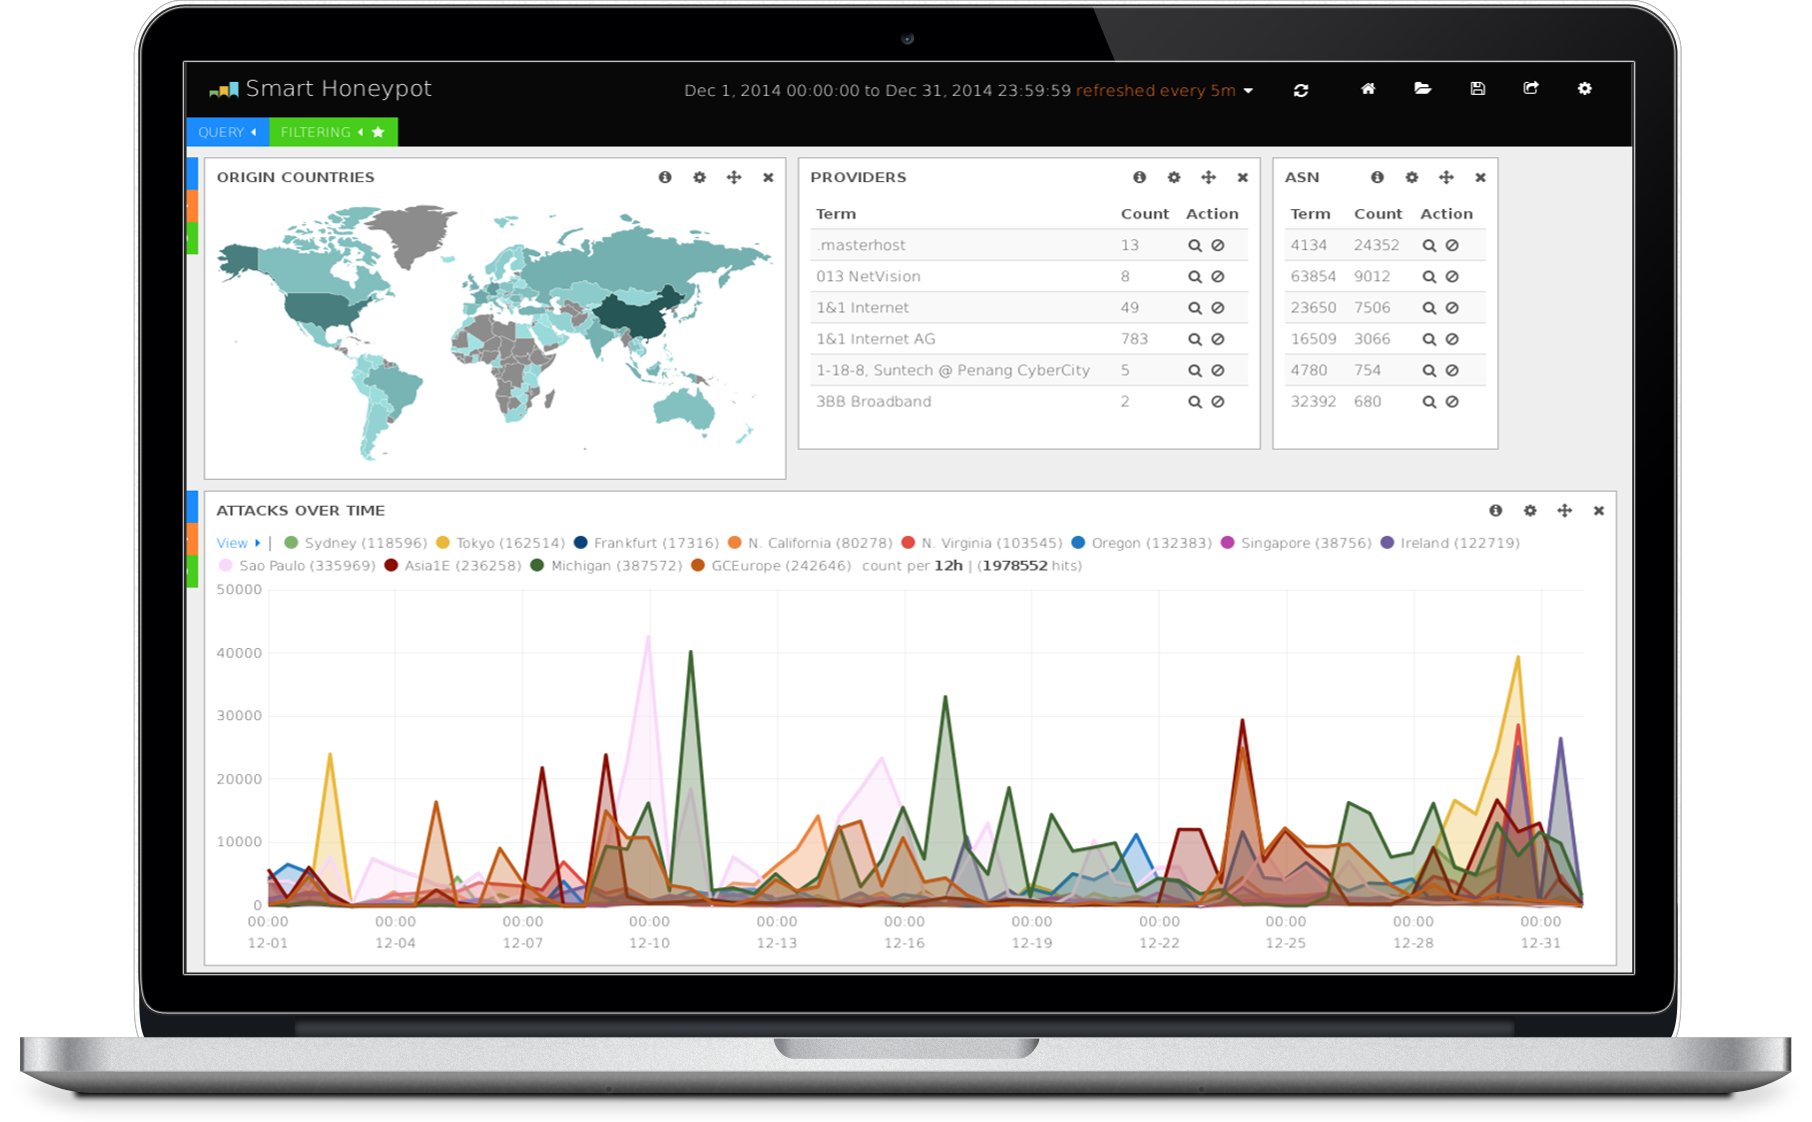 Smart Honeypot
Dec 1, 2014 00:00:00 to Dec 31, 2014 23:59:59 refreshed every 5m
QUERY FILTERING
ORIGIN COUNTRIES
PROVIDERS
Term Count Action
.masterhost 13
013 NetVision 8
1&1 Internet 49
1&1 Internet AG 783
1-18-8, Suntech @ Penang CyberCity 5
3BB Broadband 2
ASN
Term Count Action
4134 24352
63854 9012
23650 7506
16509 3066
4780 754
32392 680
ATTACKS OVER TIME
View | Sydney (118596) Tokyo (162514) Frankfurt (17316) N. California (80278) N. Virginia (103545) Oregon (132383) Singapore (38756) Ireland (122719)
Sao Paulo (335969) Asia1E (236258) Michigan (387572) GCEurope (242646) count per 12h | (1978552 hits)
50000
40000
30000
20000
10000
0
00:00 00:00 00:00 00:00 00:00 00:00 00:00 00:00 00:00 00:00 00:00
12-01 12-04 12-07 12-10 12-13 12-16 12-19 12-22 12-25 12-28 12-31